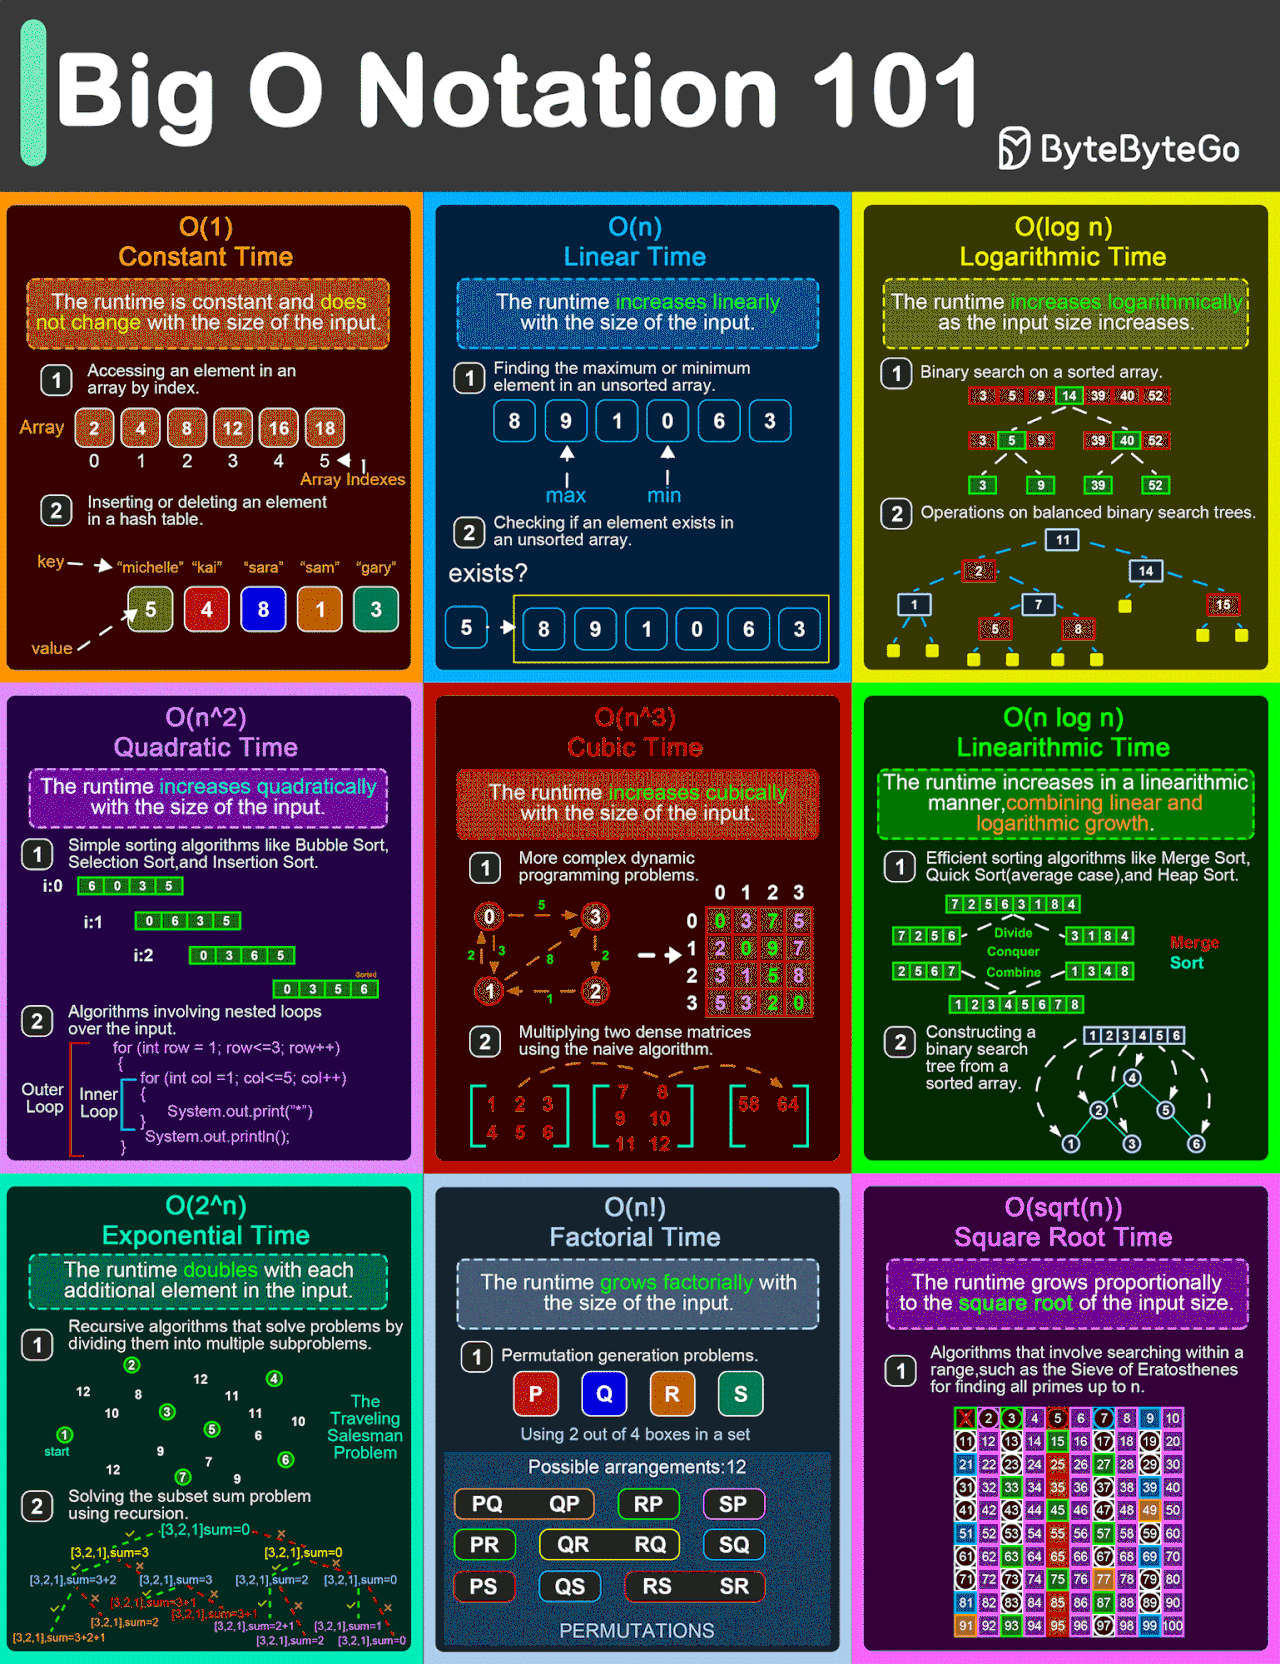 Big O Notation 101
ByteByteGo
O(1)
Constant Time
The runtime is constant and does
not change with the size of the input.
1
Accessing an element in an
array by index.
Array 2 4 8 12 16 18
0 1 2 3 4 5
Array Indexes
2
Inserting or deleting an element
in a hash table.
key "michelle" "kai" "sara" "sam" "gary"
5 4 8 1 3
value
O(n)
Linear Time
The runtime increases linearly
with the size of the input.
1
Finding the maximum or minimum
element in an unsorted array.
8 9 1 0 6 3
max min
2
Checking if an element exists in
an unsorted array.
exists?
5 8 9 1 0 6 3
O(log n)
Logarithmic Time
The runtime increases logarithmically
as the input size increases.
1 Binary search on a sorted array.
3 5 9 14 39 40 52
3 5 9 39 40 52
3 9 39 52
2 Operations on balanced binary search trees.
11
2 14
1 7 15
5 8
O(n^2)
Quadratic Time
The runtime increases quadratically
with the size of the input.
1
Simple sorting algorithms like Bubble Sort,
Selection Sort,and Insertion Sort.
i:0 6 0 3 5
i:1 0 6 3 5
i:2 0 3 6 5
Sorted
0 3 5 6
2
Algorithms involving nested loops
over the input.
for (int row = 1; row<=3; row++)
{
for (int col =1; col<=5; col++)
Outer
Loop
Inner
Loop
{
System.out.print("*")
}
System.out.println();
}
O(n^3)
Cubic Time
The runtime increases cubically
with the size of the input.
1
More complex dynamic
programming problems.
0 5 3
2 3 8 2
1 1 2
0 1 2 3
0 0 3 7 5
1 2 0 9 7
2 3 1 5 8
3 5 3 2 0
2
Multiplying two dense matrices
using the naive algorithm.
1 2 3
4 5 6
7 8
9 10
11 12
58 64
O(n log n)
Linearithmic Time
The runtime increases in a linearithmic
manner,combining linear and
logarithmic growth.
1
Efficient sorting algorithms like Merge Sort,
Quick Sort(average case),and Heap Sort.
7 2 5 6 3 1 8 4
7 2 5 6 Divide 3 1 8 4
Conquer
2 5 6 7 Combine 1 3 4 8
1 2 3 4 5 6 7 8
Merge
Sort
2
Constructing a
binary search
tree from a
sorted array.
1 2 3 4 5 6
4
2 5
1 3 6
O(2^n)
Exponential Time
The runtime doubles with each
additional element in the input.
1
Recursive algorithms that solve problems by
dividing them into multiple subproblems.
2
12 4
12 8 11
10 3 11 10
1 5 6
start
9 7 6
12 7 9
The
Traveling
Salesman
Problem
2
Solving the subset sum problem
using recursion.
[3,2,1]sum=0
[3,2,1],sum=3 [3,2,1],sum=0
[3,2,1],sum=3+2 [3,2,1],sum=3 [3,2,1],sum=2 [3,2,1],sum=0
[3,2,1],sum=3+1
[3,2,1],sum=3+1
[3,2,1],sum=2 [3,2,1],sum=2+1 [3,2,1],sum=1
[3,2,1],sum=3+2+1 [3,2,1],sum=2 [3,2,1],sum=0
O(n!)
Factorial Time
The runtime grows factorially with
the size of the input.
1 Permutation generation problems.
P Q R S
Using 2 out of 4 boxes in a set
Possible arrangements:12
PQ QP RP SP
PR QR RQ SQ
PS QS RS SR
PERMUTATIONS
O(sqrt(n))
Square Root Time
The runtime grows proportionally
to the square root of the input size.
1
Algorithms that involve searching within a
range,such as the Sieve of Eratosthenes
for finding all primes up to n.
2 3 4 5 6 7 8 9 10
11 12 13 14 15 16 17 18 19 20
21 22 23 24 25 26 27 28 29 30
31 32 33 34 35 36 37 38 39 40
41 42 43 44 45 46 47 48 49 50
51 52 53 54 55 56 57 58 59 60
61 62 63 64 65 66 67 68 69 70
71 72 73 74 75 76 77 78 79 80
81 82 83 84 85 86 87 88 89 90
91 92 93 94 95 96 97 98 99 100